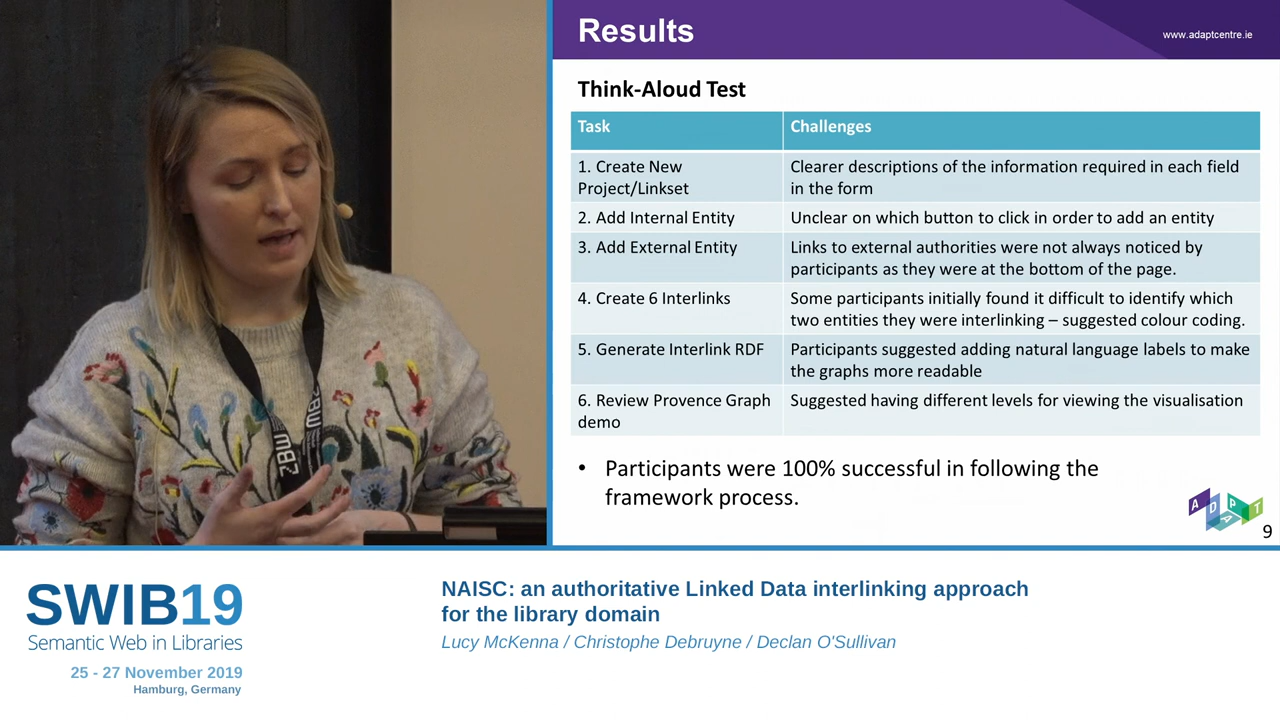 Results
www.adaptcentre.ie
Think-Aloud Test
Task
Challenges
1. Create New
Project/Linkset
Clearer descriptions of the information required in each field
in the form
2. Add Internal Entity
Unclear on which button to click in order to add an entity
3. Add External Entity
Links to external authorities were not always noticed by
participants as they were at the bottom of the page.
4. Create 6 Interlinks
Some participants initially found it difficult to identify which
two entities they were interlinking – suggested colour coding.
5. Generate Interlink RDF
Participants suggested adding natural language labels to make
the graphs more readable
6. Review Provence Graph
demo
Suggested having different levels for viewing the visualisation
• Participants were 100% successful in following the
framework process.
ADAPT
9
ZBW
ZBW
SWIB19
Semantic Web in Libraries
25 - 27 November 2019
Hamburg, Germany
NAISC: an authoritative Linked Data interlinking approach
for the library domain
Lucy McKenna / Christophe Debruyne / Declan O'Sullivan